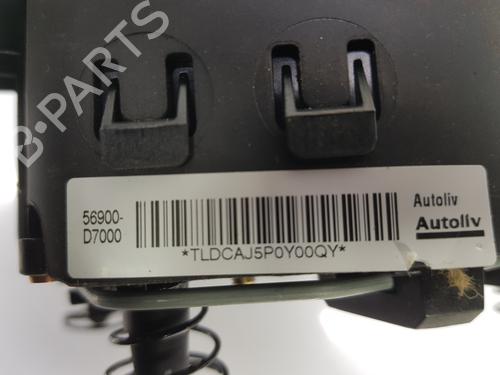 B-PARTS
56900-
D7000
*TLDCAJ5P0Y00QY*
Autoliv
Autoliv